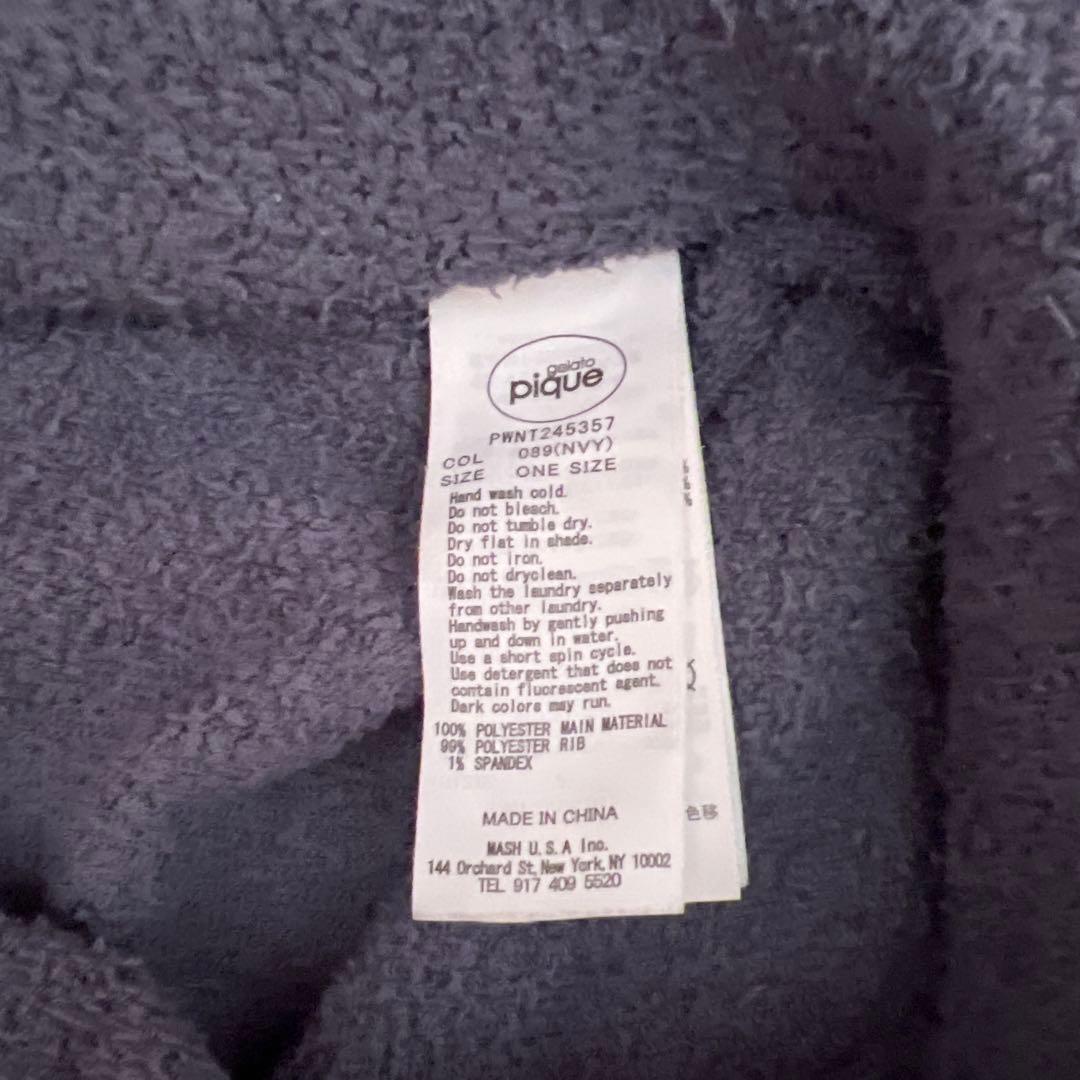 gelato
pique
PWNT245357
COL 089(NVY)
SIZE ONE SIZE
Hand wash cold.
Do not bleach.
Do not tumble dry.
Dry flat in shade.
Do not iron.
Do not dryclean.
Wash the laundry separately
from other laundry.
Handwash by gently pushing
up and down in water.
Use a short spin cycle.
Use detergent that does not
contain fluorescent agent.
Dark colors may run.
100% POLYESTER MAIN MATERIAL
99% POLYESTER RIB
1% SPANDEX
MADE IN CHINA
MASH U.S.A Inc.
144 Orchard St, New York, NY 10002
TEL 917 409 5520
色移